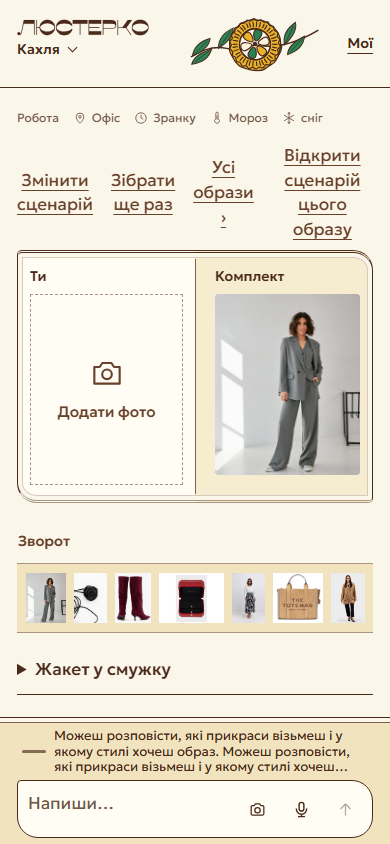 ЛЮСТЕРКО
Кахля
Мої
Робота Офіс Зранку Мороз сніг
Змінити
сценарій
Зібрати
ще раз
Усі
образи
›
Відкрити
сценарій
цього
образу
Ти
Комплект
Додати фото
Зворот
THE
TOTE BAG
Жакет у смужку
Можеш розповісти, які прикраси візьмеш і у
якому стилі хочеш образ. Можеш розповісти,
які прикраси візьмеш і у якому стилі хочеш…
Напиши…